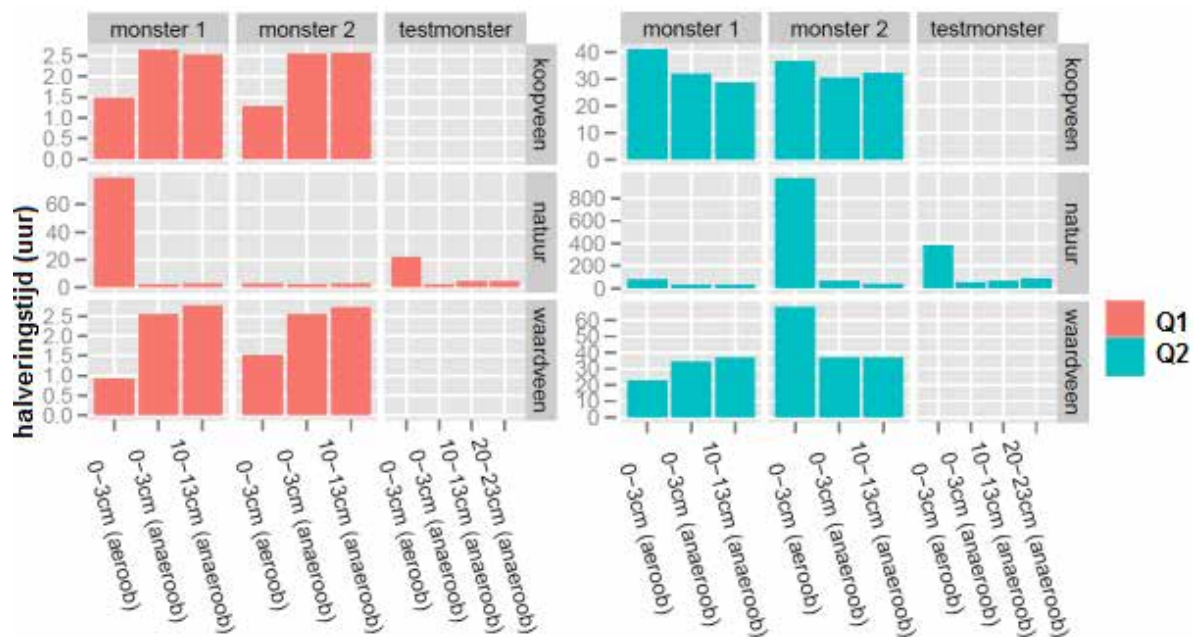 monster 1 monster 2 testmonster monster 1 monster 2 testmonster
2.5
2.0
1.5
1.0
0.5
0.0
koopveen
40
30
20
10
0
koopveen
60
40
20
0
natuur
800
600
400
200
0
natuur
2.5
2.0
1.5
1.0
0.5
0.0
waardveen
60
50
40
30
20
10
0
waardveen
halveringstijd (uur)
Q1
Q2
0-3cm (aeroob)
0-3cm (anaeroob)
10-13cm (anaeroob)
0-3cm (aeroob)
0-3cm (anaeroob)
10-13cm (anaeroob)
0-3cm (aeroob)
0-3cm (anaeroob)
10-13cm (anaeroob)
20-23cm (anaeroob)
0-3cm (aeroob)
0-3cm (anaeroob)
10-13cm (anaeroob)
0-3cm (aeroob)
0-3cm (anaeroob)
10-13cm (anaeroob)
0-3cm (aeroob)
0-3cm (anaeroob)
10-13cm (anaeroob)
20-23cm (anaeroob)